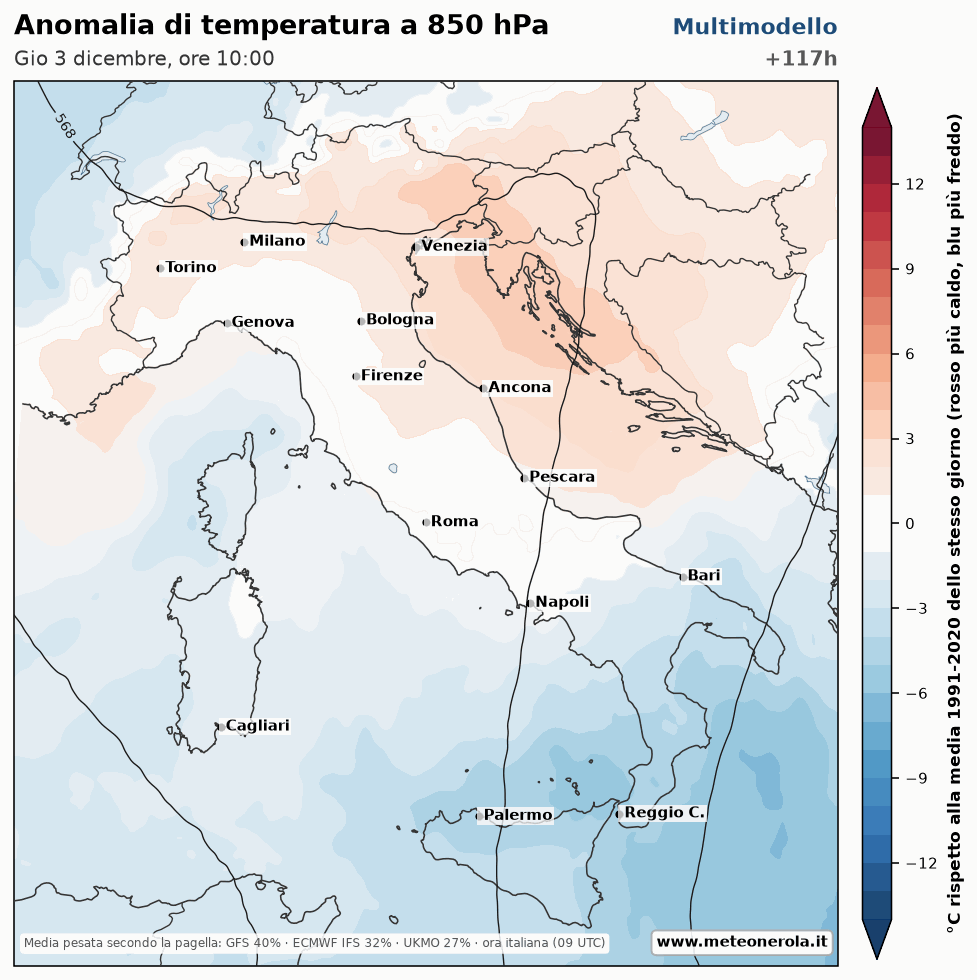 Anomalia di temperatura a 850 hPa
Multimodello
Gio 3 dicembre, ore 10:00
+117h
568
Milano
Venezia
Torino
Genova
Bologna
Firenze
Ancona
Pescara
Roma
Bari
Napoli
Cagliari
Palermo
Reggio C.
12
9
6
3
0
−3
−6
−9
−12
°C rispetto alla media 1991-2020 dello stesso giorno (rosso più caldo, blu più freddo)
Media pesata secondo la pagella: GFS 40% · ECMWF IFS 32% · UKMO 27% · ora italiana (09 UTC)
www.meteonerola.it